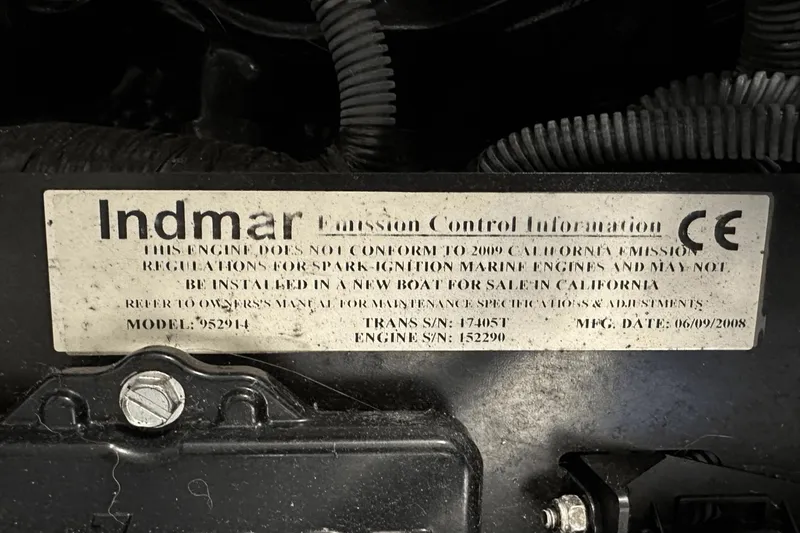 Indmar Emission Control Information CE
THIS ENGINE DOES NOT CONFORM TO 2009 CALIFORNIA EMISSION
REGULATIONS FOR SPARK-IGNITION MARINE ENGINES AND MAY NOT
BE INSTALLED IN A NEW BOAT FOR SALE IN CALIFORNIA
REFER TO OWNERS'S MANUAL FOR MAINTENANCE SPECIFICATIONS & ADJUSTMENTS
MODEL: 952914 TRANS S/N: 17405T MFG. DATE: 06/09/2008
ENGINE S/N: 152290